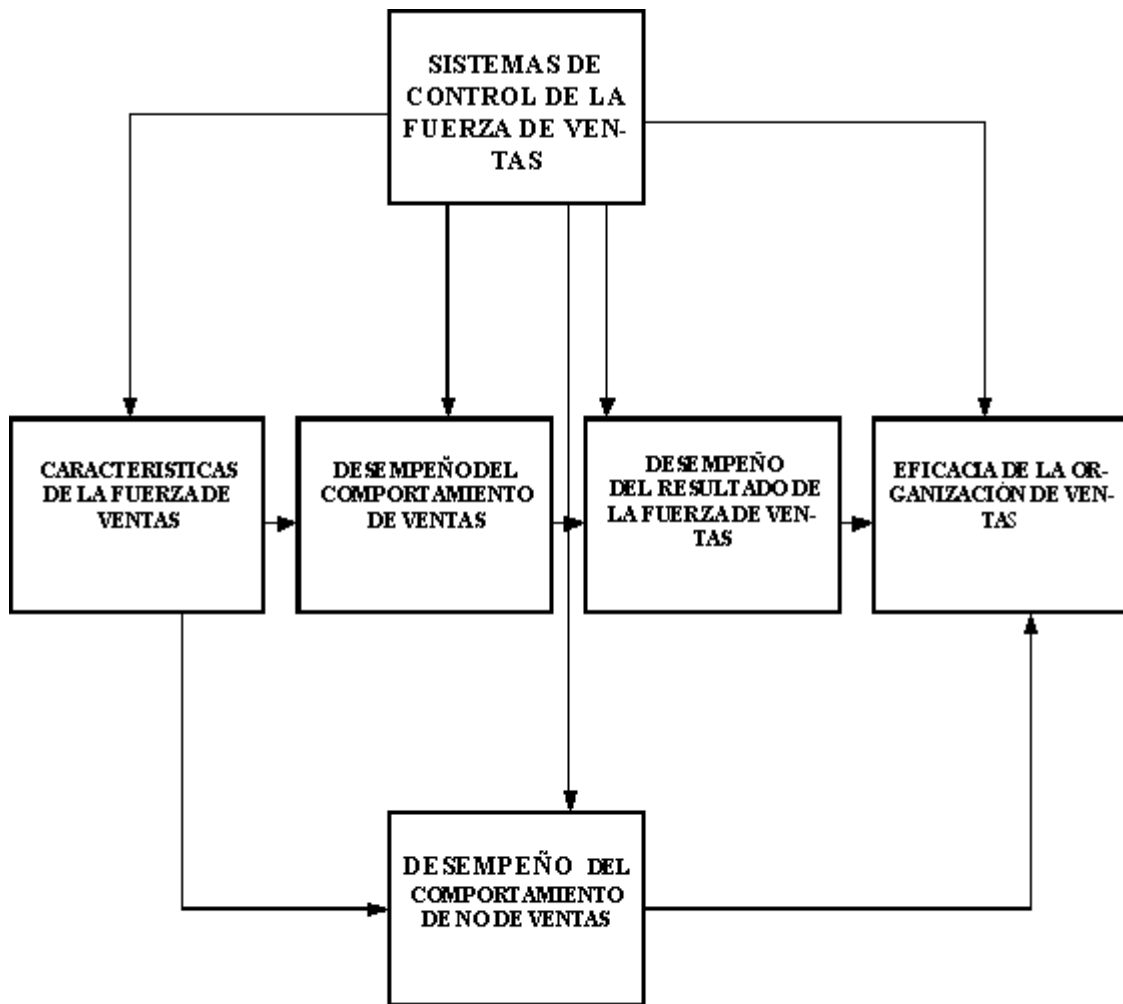 SISTEMAS DE
CONTROL DE LA
FUERZA DE VEN-
TAS
CARACTERISTICAS
DE LA FUERZA DE
VENTAS
DESEMPEÑO DEL
COMPORTAMIENTO
DE VENTAS
DESEMPEÑO
DEL RESULTADO DE
LA FUERZA DE VEN-
TAS
EFICACIA DE LA OR-
GANIZACIÓN DE VEN-
TAS
DESEMPEÑO DEL
COMPORTAMIENTO
DE NO DE VENTAS